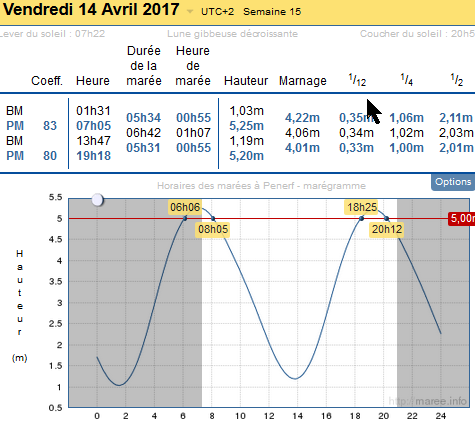 Vendredi 14 Avril 2017 UTC+2 Semaine 15
Lever du soleil : 07h22 Lune gibbeuse décroissante Coucher du soleil : 20h5
Durée Heure
de la de
Coeff. Heure marée marée Hauteur Marnage 1/12 1/4 1/2
BM 01h31 1,03m
05h34 00h55 4,22m 0,35m 1,06m 2,11m
PM 83 07h05 5,25m
06h42 01h07 4,06m 0,34m 1,02m 2,03m
BM 13h47 1,19m
05h31 00h55 4,01m 0,33m 1,00m 2,01m
PM 80 19h18 5,20m
Options
Horaires des marées à Penerf - marégramme
5.5
06h06 18h25
5 5,00m
08h05 20h12
4.5
4
3.5
3
2.5
2
1.5
1
0.5
Hauteur
(m)
http://maree.info
0 2 4 6 8 10 12 14 16 18 20 22 24